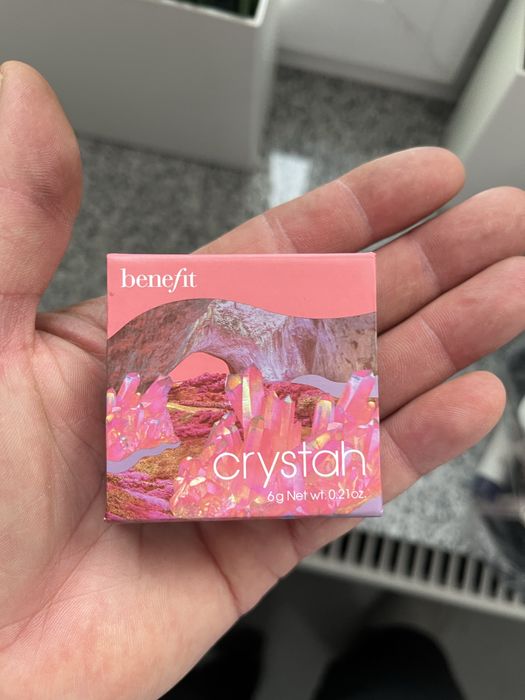 benefit
crystah
6g Net wt. 0.21oz.